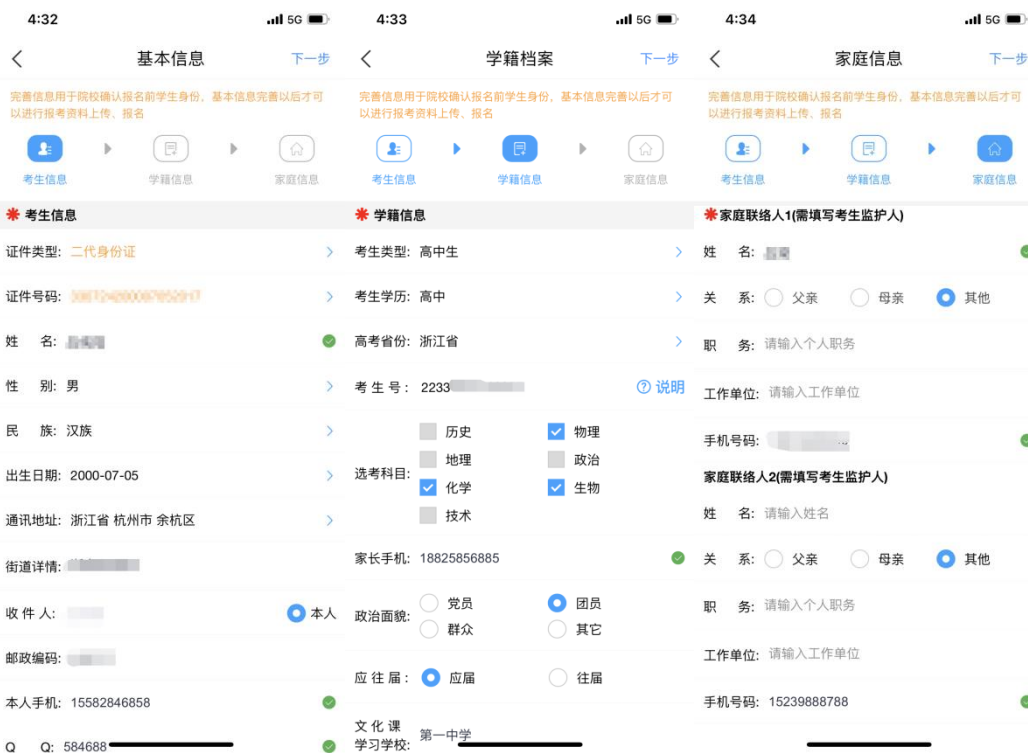 4:32
5G
基本信息
下一步
完善信息用于院校确认报名前学生身份，基本信息完善以后才可
以进行报考资料上传、报名
考生信息
学籍信息
家庭信息
考生信息
证件类型: 二代身份证
证件号码:
姓 名:
性 别: 男
民 族: 汉族
出生日期: 2000-07-05
通讯地址: 浙江省 杭州市 余杭区
街道详情:
收 件 人:
本人
邮政编码:
本人手机: 15582846858
Q Q: 584688
4:33
5G
学籍档案
下一步
完善信息用于院校确认报名前学生身份，基本信息完善以后才可
以进行报考资料上传、报名
考生信息
学籍信息
家庭信息
学籍信息
考生类型: 高中生
考生学历: 高中
高考省份: 浙江省
考 生 号: 2233
说明
选考科目:
历史 物理
地理 政治
化学 生物
技术
家长手机: 18825856885
政治面貌:
党员 团员
群众 其它
应 往 届: 应届 往届
文 化 课
学习学校: 第一中学
4:34
5G
家庭信息
下一步
完善信息用于院校确认报名前学生身份，基本信息完善以后才可
以进行报考资料上传、报名
考生信息
学籍信息
家庭信息
家庭联络人1(需填写考生监护人)
姓 名:
关 系: 父亲 母亲 其他
职 务: 请输入个人职务
工作单位: 请输入工作单位
手机号码:
家庭联络人2(需填写考生监护人)
姓 名: 请输入姓名
关 系: 父亲 母亲 其他
职 务: 请输入个人职务
工作单位: 请输入工作单位
手机号码: 15239888788